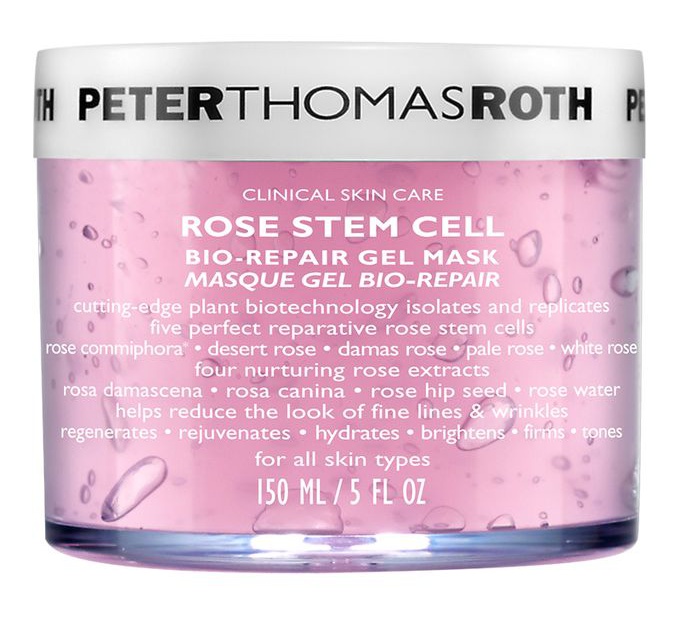 TH PETERTHOMASROTH PE
CLINICAL SKIN CARE
ROSE STEM CELL
BIO-REPAIR GEL MASK
MASQUE GEL BIO-REPAIR
cutting-edge plant biotechnology isolates and replicates
five perfect reparative rose stem cells
rose commiphora* • desert rose • damas rose • pale rose • white rose
four nurturing rose extracts
rosa damascena • rosa canina • rose hip seed • rose water
helps reduce the look of fine lines & wrinkles
regenerates • rejuvenates • hydrates • brightens • firms • tones
for all skin types
150 ML / 5 FL OZ